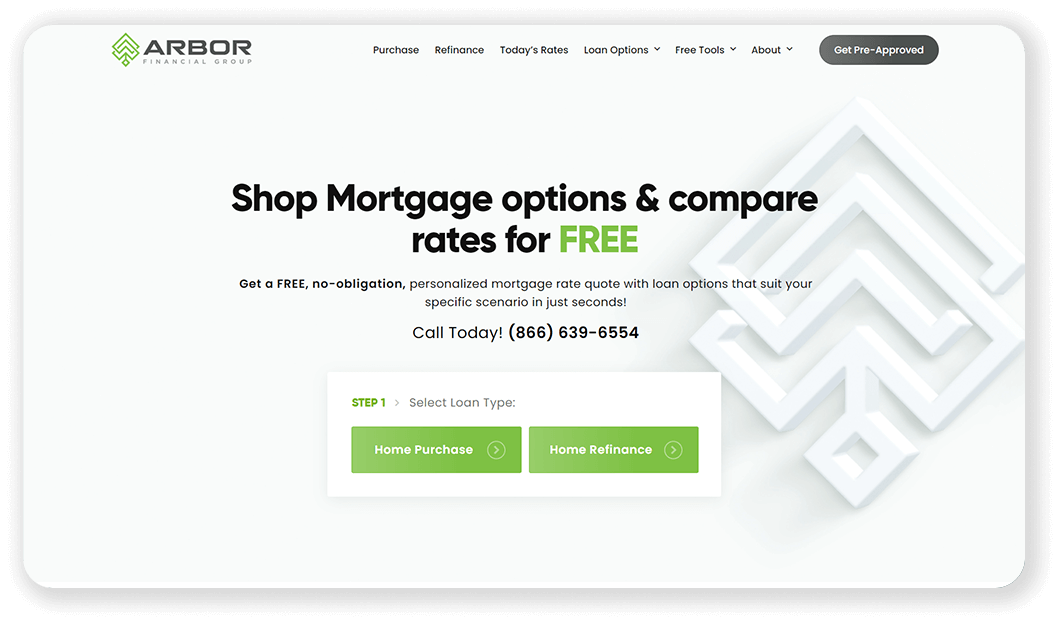 ARBOR
FINANCIAL GROUP
Purchase Refinance Today's Rates Loan Options Free Tools About Get Pre-Approved
Shop Mortgage options & compare
rates for FREE
Get a FREE, no-obligation, personalized mortgage rate quote with loan options that suit your
specific scenario in just seconds!
Call Today! (866) 639-6554
STEP 1 > Select Loan Type:
Home Purchase Home Refinance